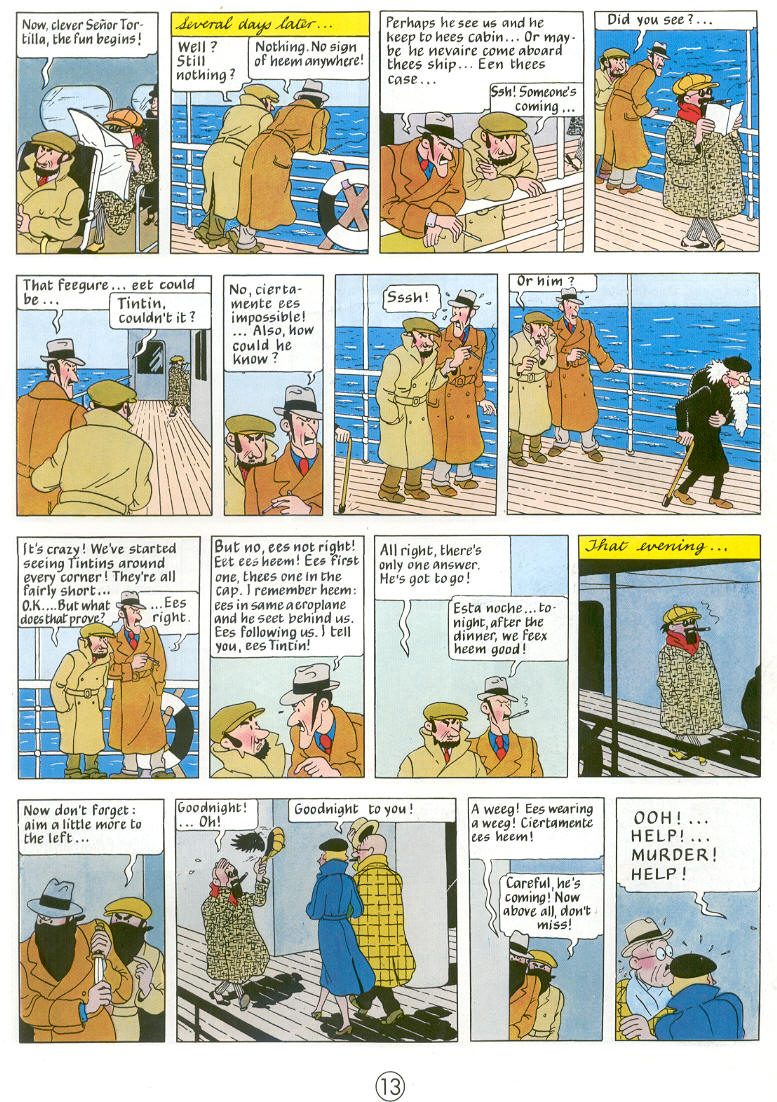 Now, clever Señor Tor-
tilla, the fun begins!
Several days later...
Well?
Still
nothing?
Nothing. No sign
of heem anywhere!
Perhaps he see us and he
keep to hees cabin... Or may-
be he nevaire come aboard
thees ship... Een thees
case...
Ssh! Someone's
coming...
Did you see?...
That feegure... eet could
be...
Tintin,
couldn't it?
No, cierta-
mente ees
impossible!
... Also, how
could he
know?
Sssh!
Or him?
It's crazy! We've started
seeing Tintins around
every corner! They're all
fairly short...
O.K.... But what
does that prove?
...Ees
right.
But no, ees not right!
Eet ees heem! Ees first
one, thees one in the
cap. I remember heem:
ees in same aeroplane
and he seet behind us.
Ees following us. I tell
you, ees Tintin!
All right, there's
only one answer.
He's got to go!
Esta noche... to-
night, after the
dinner, we feex
heem good!
That evening...
Now don't forget:
aim a little more to
the left...
Goodnight!
... Oh!
Goodnight to you!
A weeg! Ees wearing
a weeg! Ciertamente
ees heem!
Careful, he's
coming! Now
above all, don't
miss!
OOH!...
HELP!...
MURDER!
HELP!
13